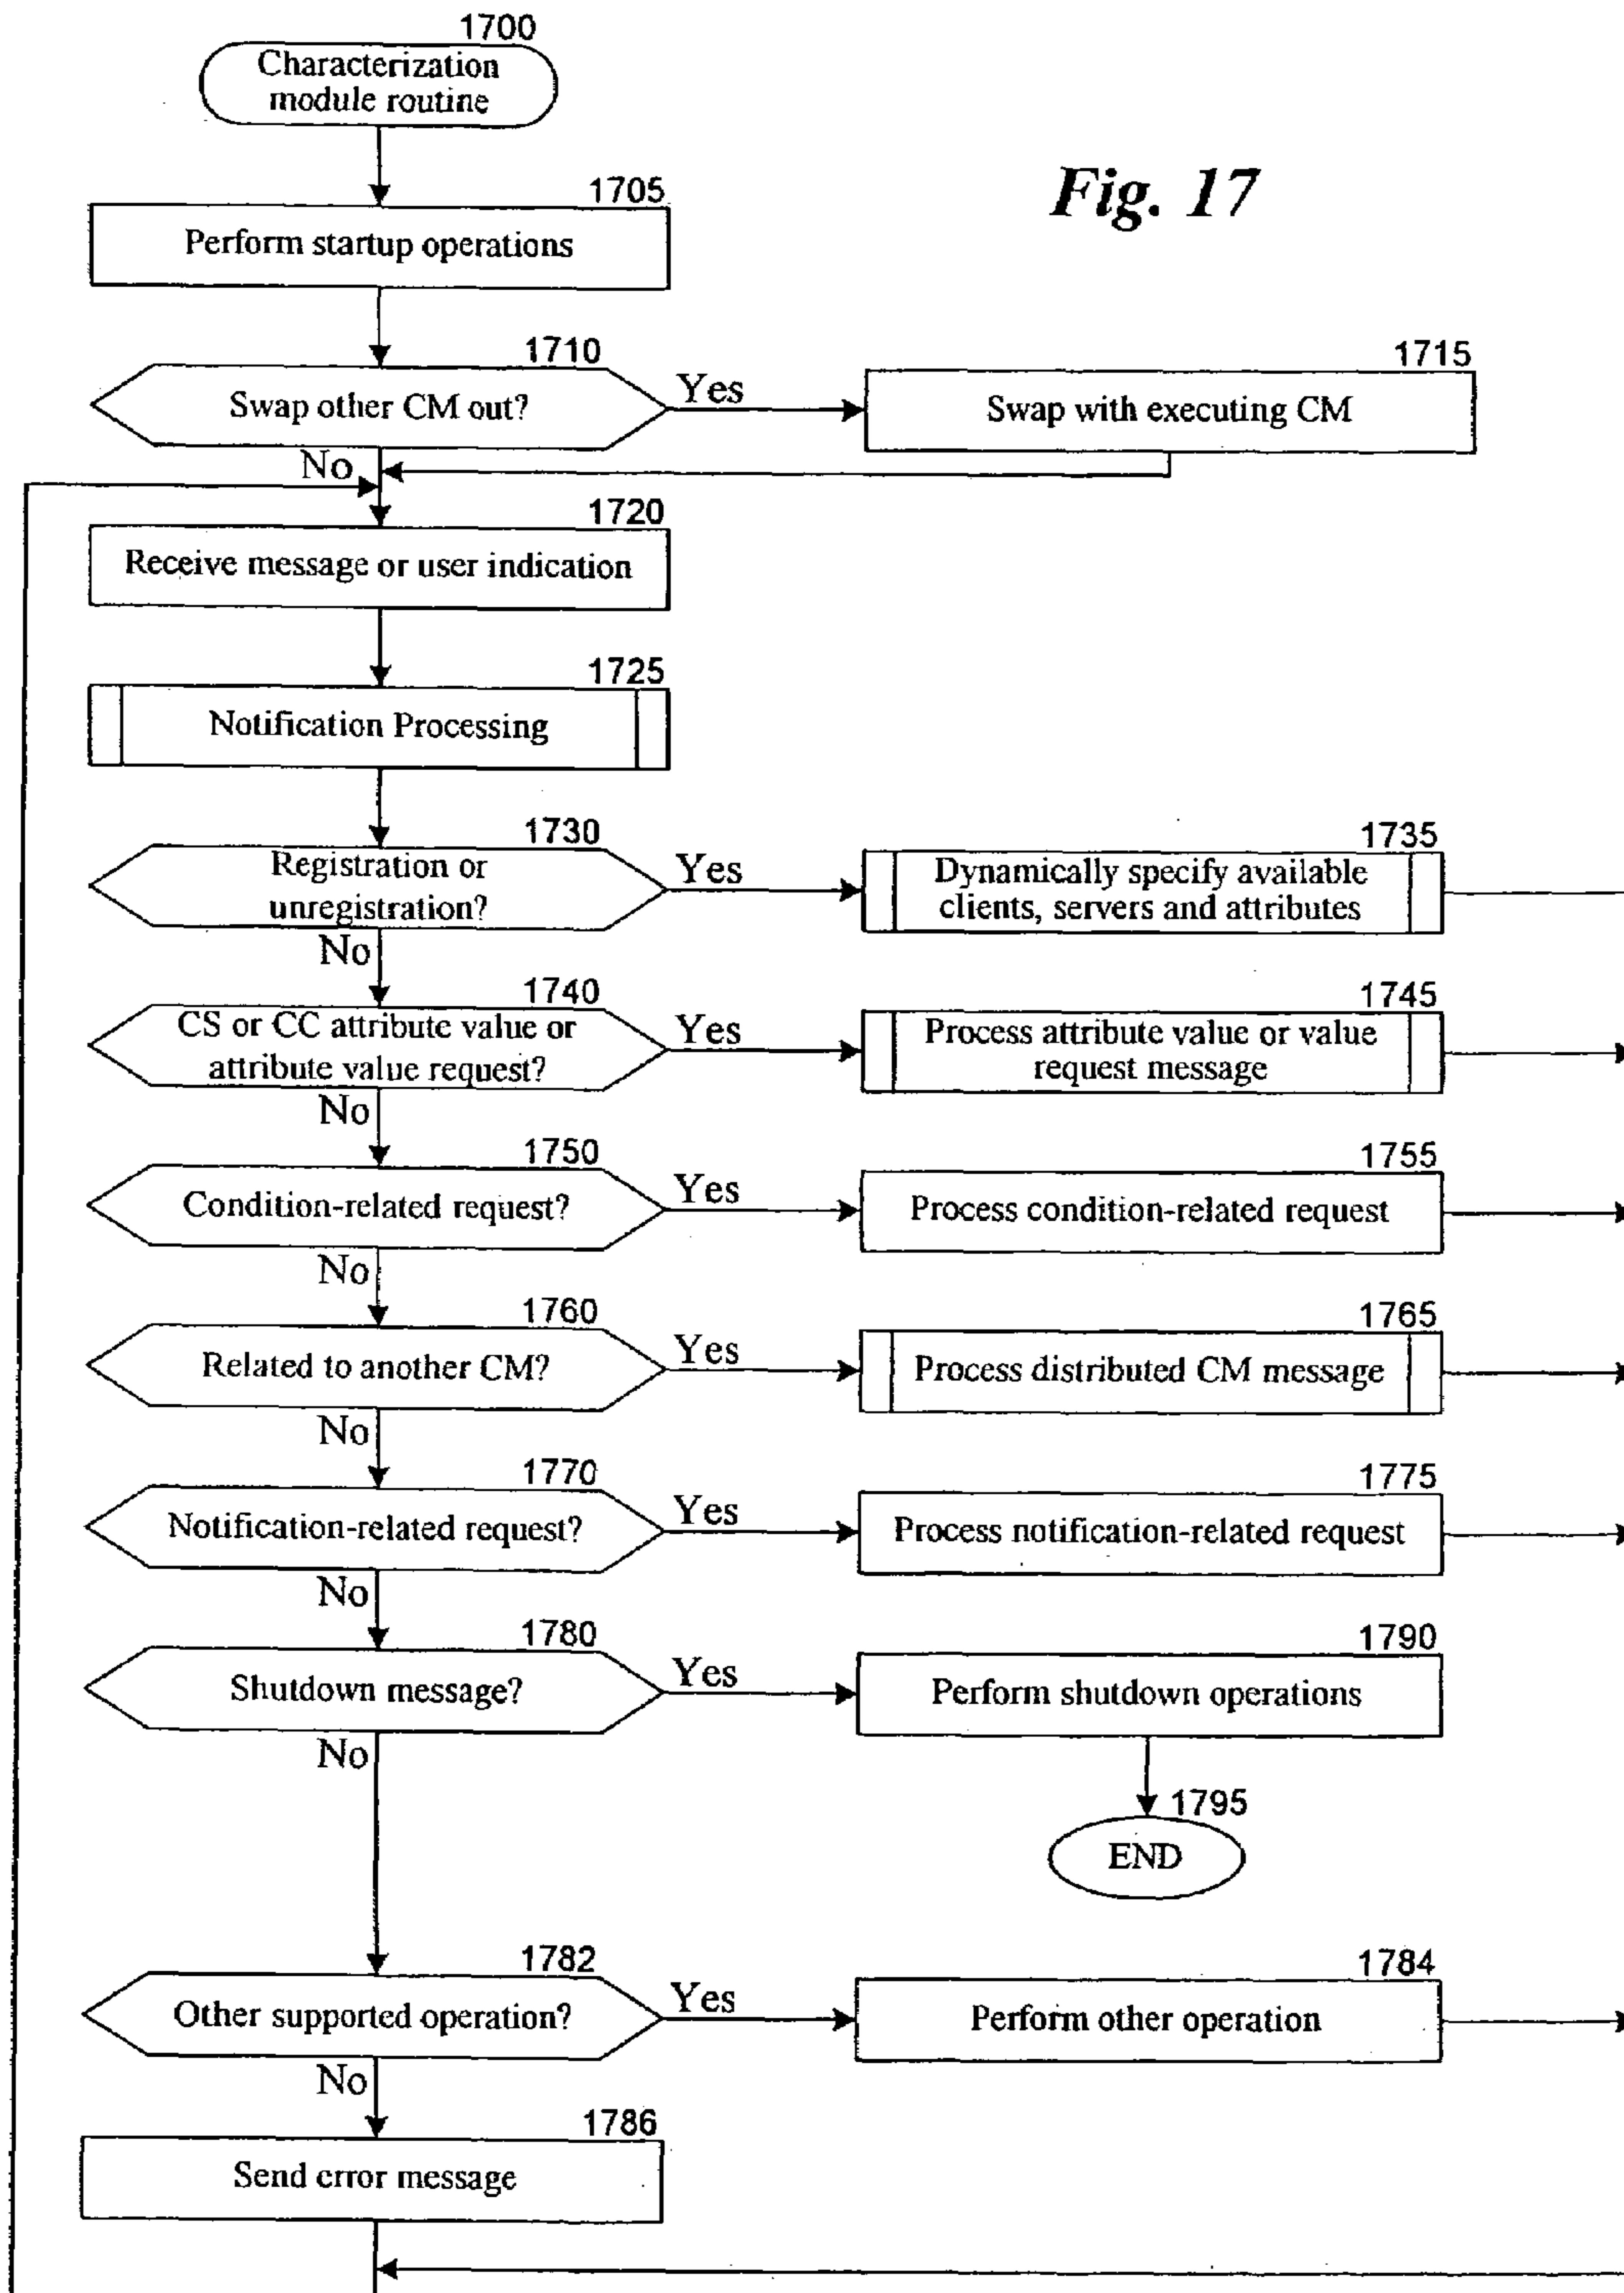 1700
Characterization
module routine
Fig. 17
1705
Perform startup operations
1710
Swap other CM out?
Yes
1715
Swap with executing CM
No
1720
Receive message or user indication
1725
Notification Processing
1730
Registration or
unregistration?
Yes
1735
Dynamically specify available
clients, servers and attributes
No
1740
CS or CC attribute value or
attribute value request?
Yes
1745
Process attribute value or value
request message
No
1750
Condition-related request?
Yes
1755
Process condition-related request
No
1760
Related to another CM?
Yes
1765
Process distributed CM message
No
1770
Notification-related request?
Yes
1775
Process notification-related request
No
1780
Shutdown message?
Yes
1790
Perform shutdown operations
No
1795
END
1782
Other supported operation?
Yes
1784
Perform other operation
No
1786
Send error message